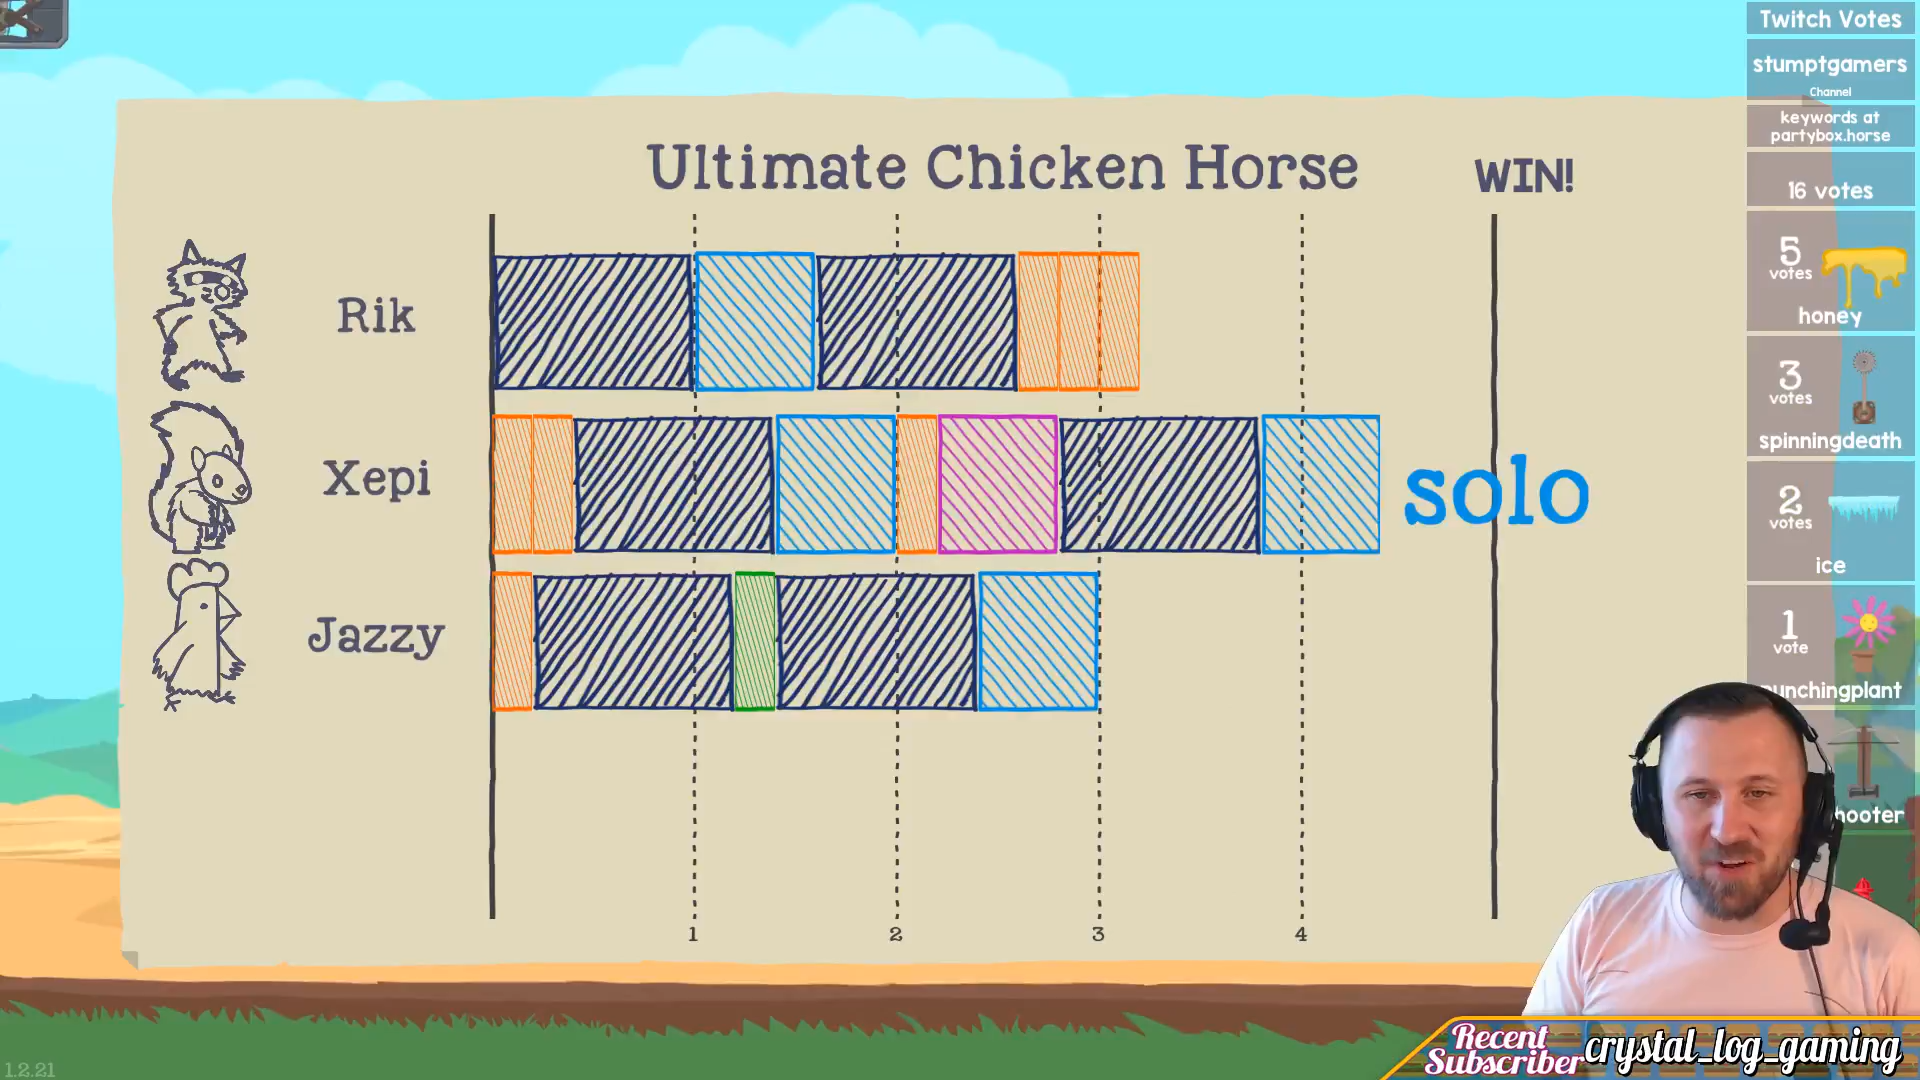 Ultimate Chicken Horse
WIN!
Rik
Xepi
solo
Jazzy
1
2
3
4
Twitch Votes
stumptgamers
Channel
keywords at
partybox.horse
16 votes
5
votes
honey
3
votes
spinningdeath
2
votes
ice
1
vote
unchingplant
hooter
Recent
Subscriber
crystal_log_gaming
1.2.21